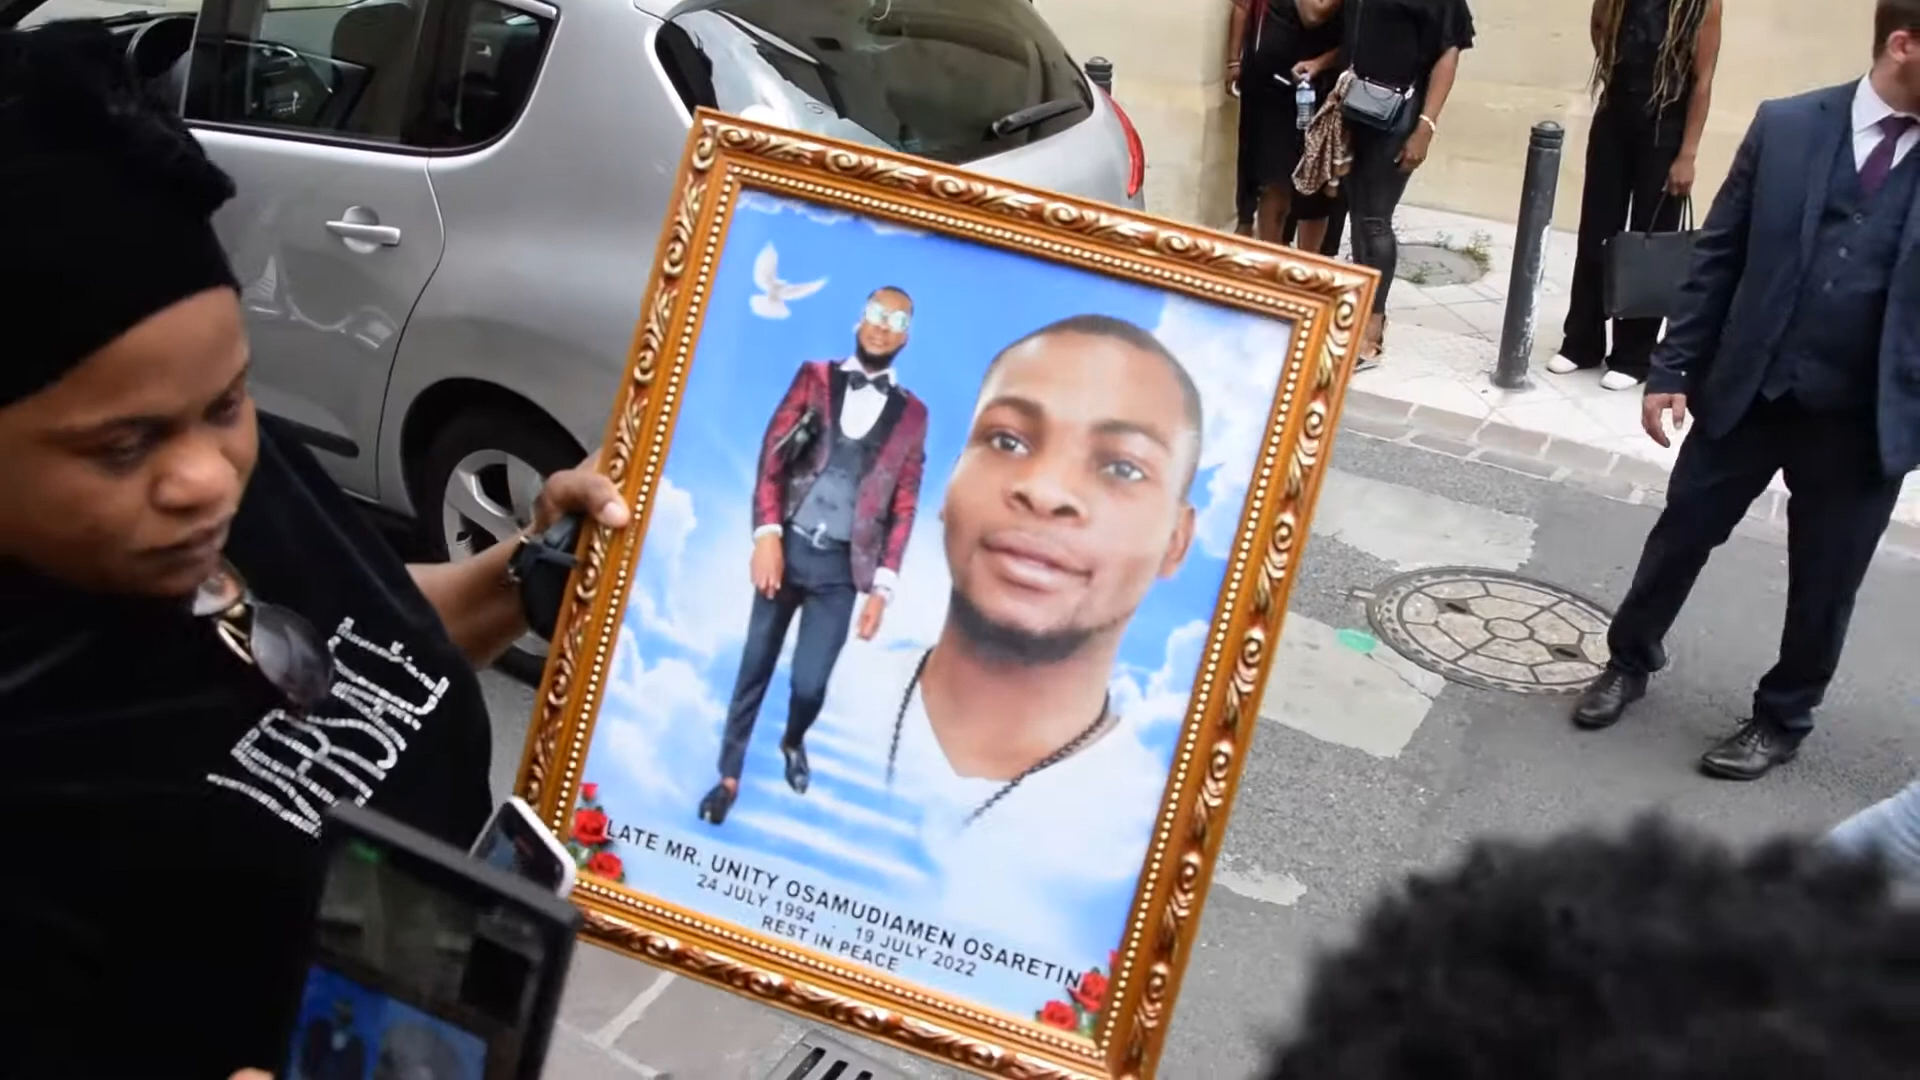 LATE MR. UNITY OSAMUDIAMEN OSARETIN
24 JULY 1994 - 19 JULY 2022
REST IN PEACE